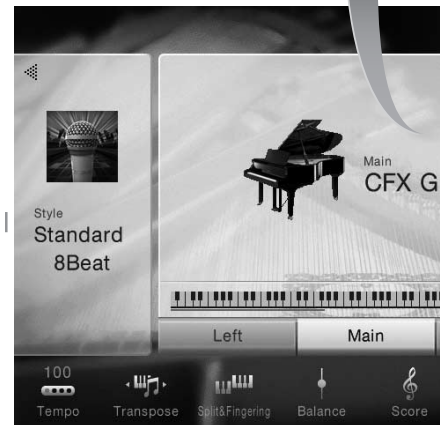 Style
Standard
8Beat
Main
CFX G
Left
Main
100
Tempo
Transpose
Split&Fingering
Balance
Score